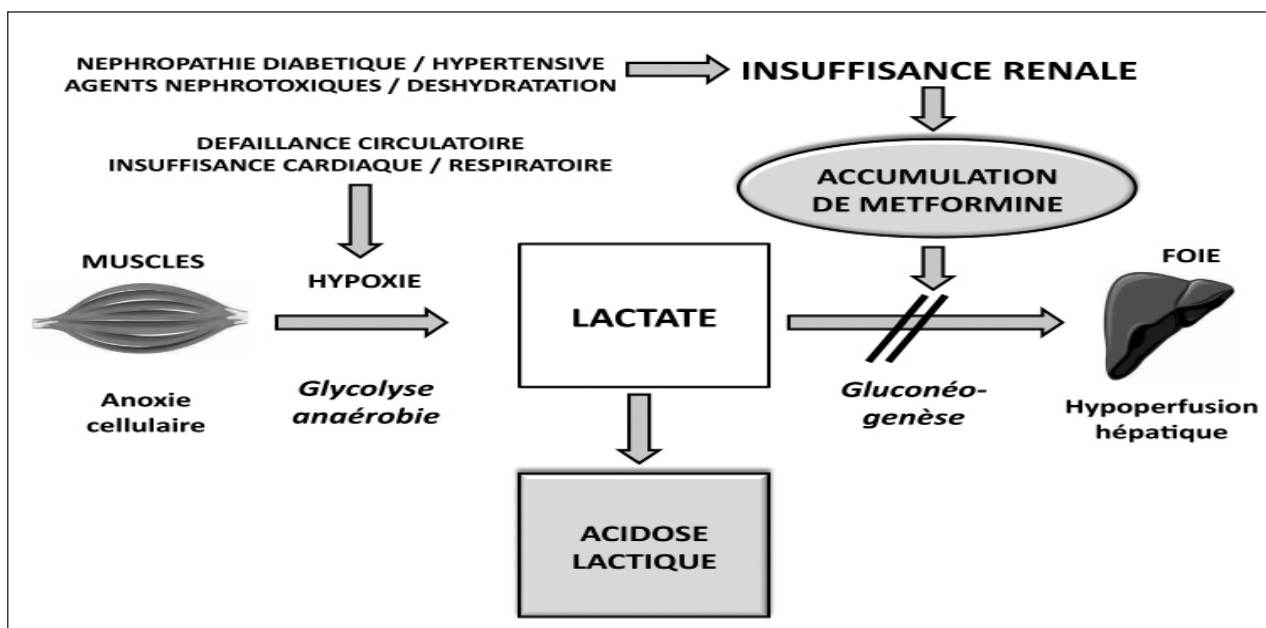 NEPHROPATHIE DIABETIQUE / HYPERTENSIVE
AGENTS NEPHROTOXIQUES / DESHYDRATATION
INSUFFISANCE RENALE
DEFAILLANCE CIRCULATOIRE
INSUFFISANCE CARDIAQUE / RESPIRATOIRE
ACCUMULATION
DE METFORMINE
MUSCLES
HYPOXIE
LACTATE
FOIE
Anoxie
cellulaire
Glycolyse
anaérobie
Gluconéo-
genèse
Hypoperfusion
hépatique
ACIDOSE
LACTIQUE